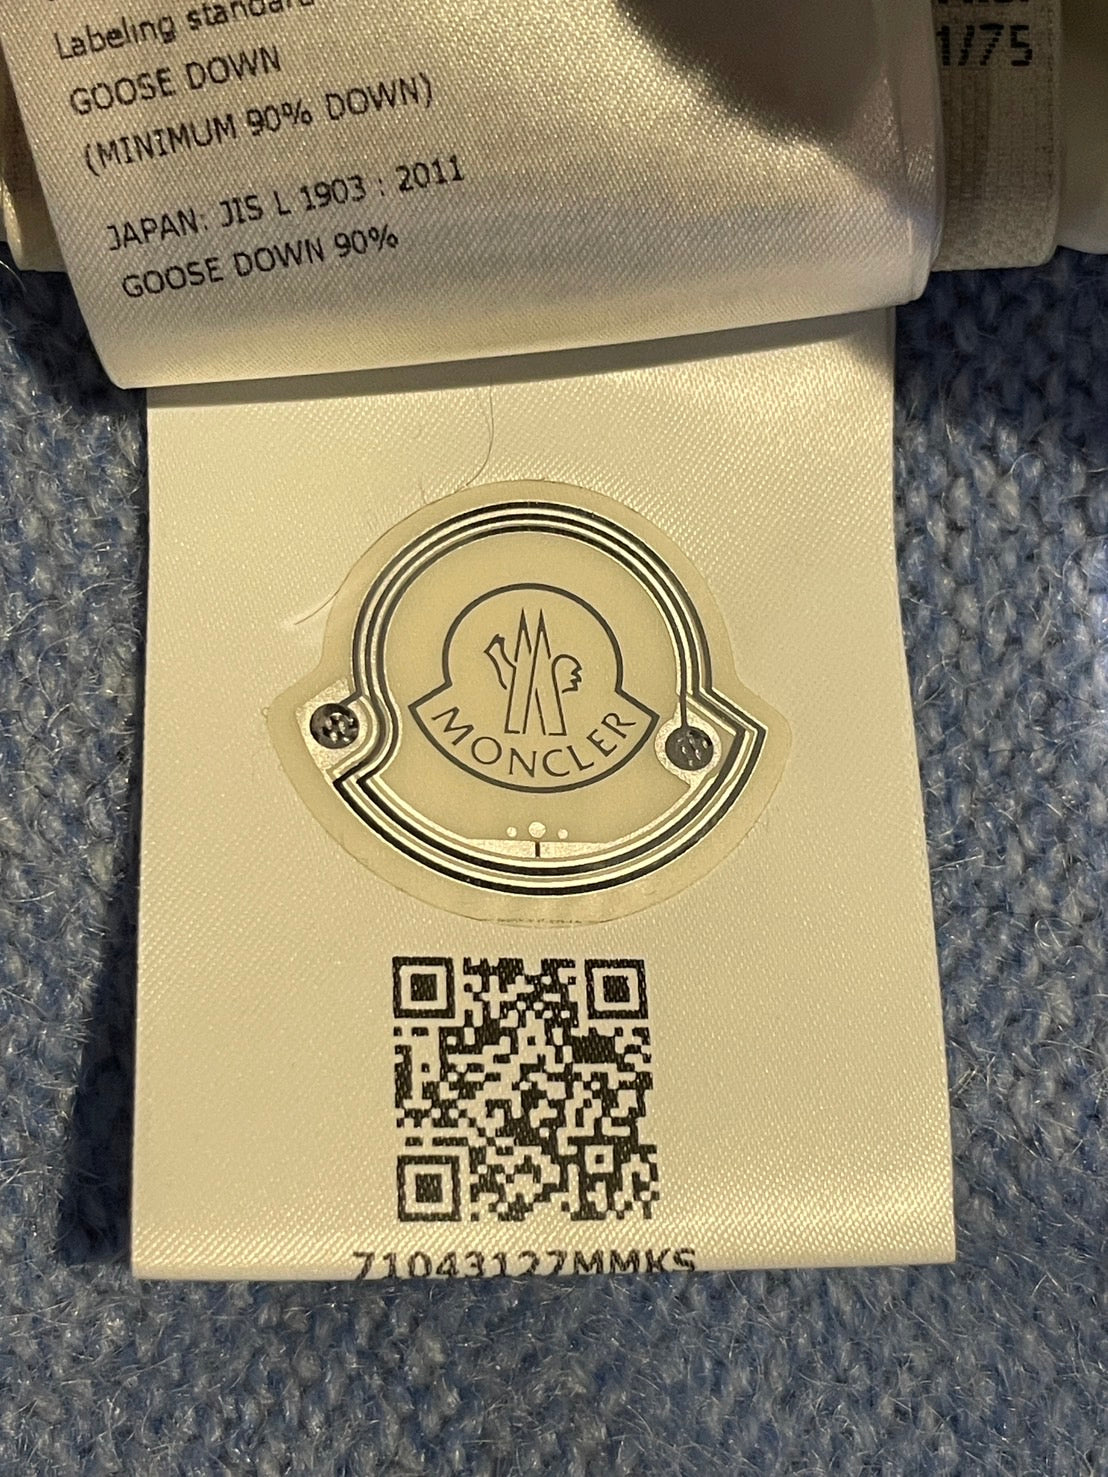 Labeling standard
GOOSE DOWN
(MINIMUM 90% DOWN)
JAPAN: JIS L 1903 : 2011
GOOSE DOWN 90%
1/75
MONCLER
71043127MMKS